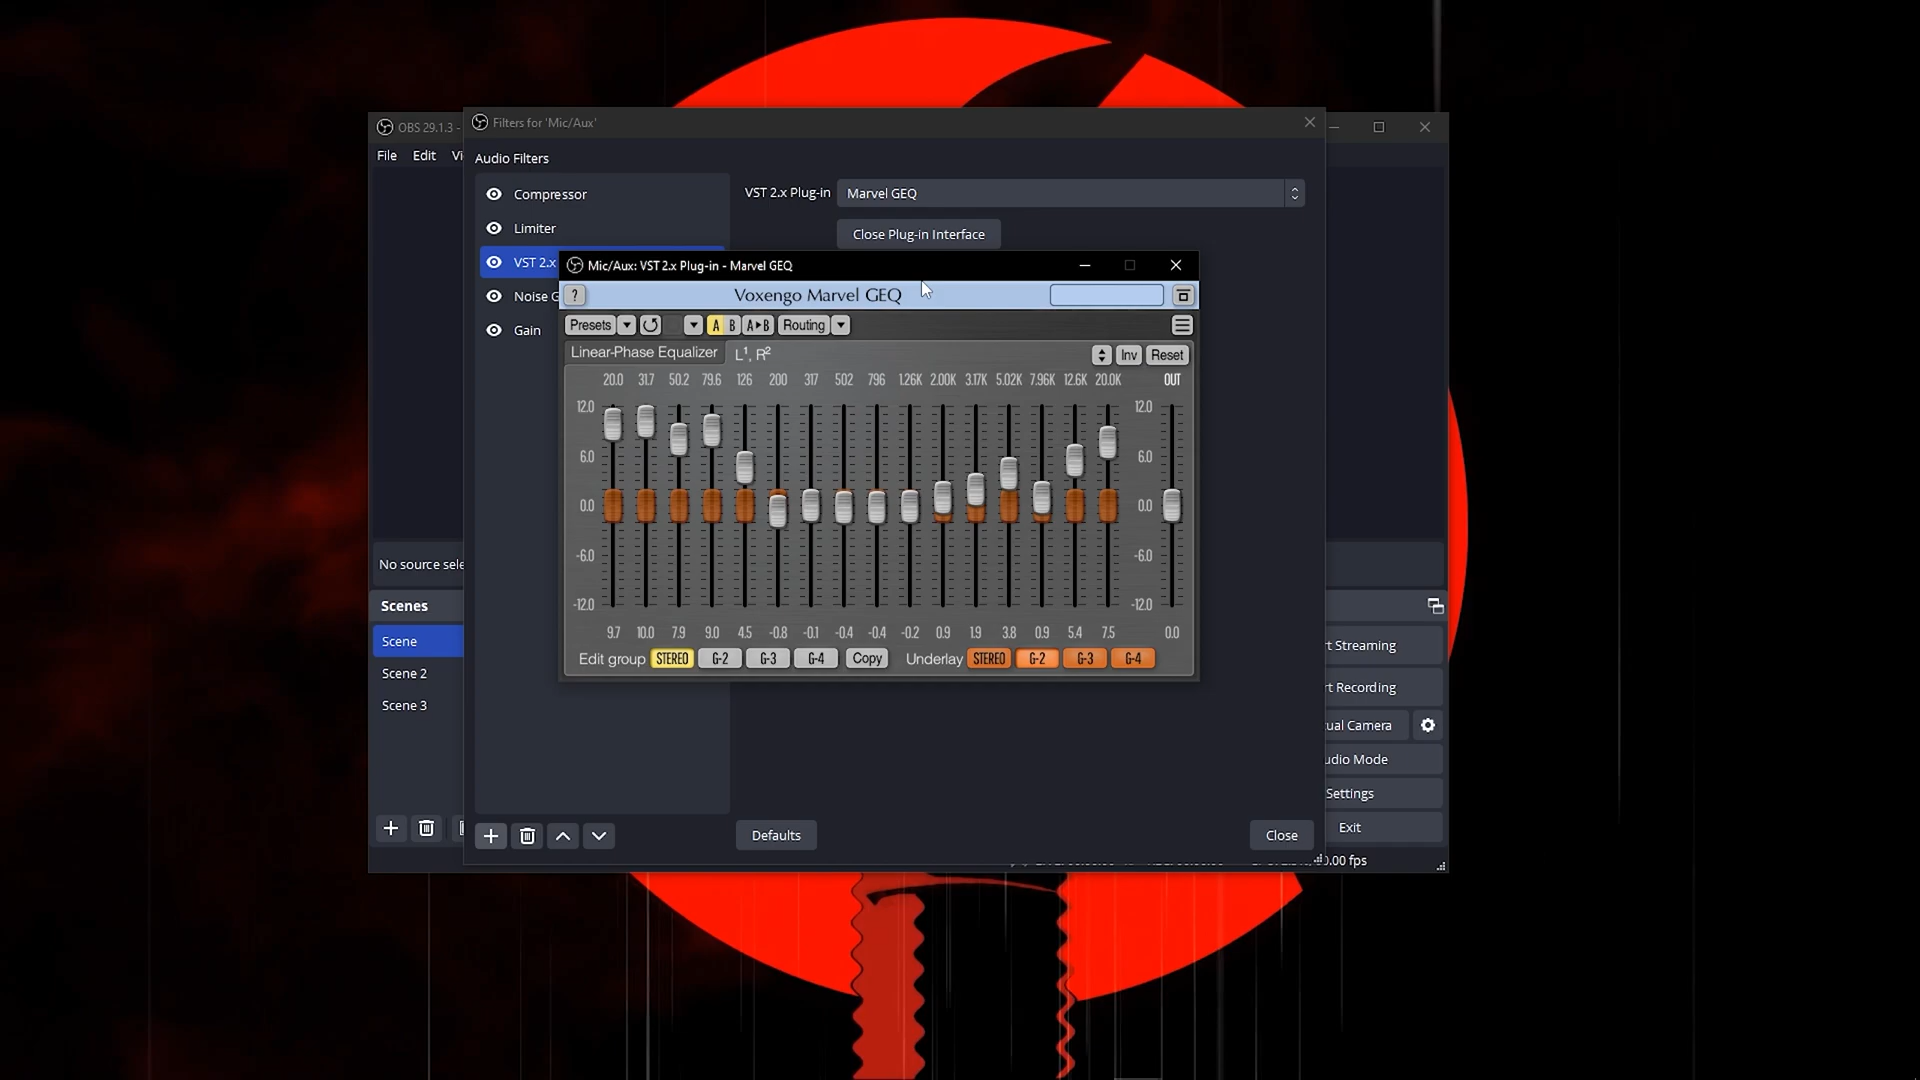 OBS 29.1.3 -
Filters for 'Mic/Aux'
File Edit Vi
Audio Filters
Compressor
Limiter
VST 2.x
Noise G
Gain
VST 2.x Plug-in Marvel GEQ
Close Plug-in Interface
Mic/Aux: VST 2.x Plug-in - Marvel GEQ
? Voxengo Marvel GEQ
Presets A B A▸B Routing
Linear-Phase Equalizer L¹, R² Inv Reset
20.0 31.7 50.2 79.6 126 200 317 502 796 1.26K 2.00K 3.17K 5.02K 7.96K 12.6K 20.0K OUT
12.0 12.0
6.0 6.0
0.0 0.0
-6.0 -6.0
-12.0 -12.0
9.7 10.0 7.9 9.0 4.5 -0.8 -0.1 -0.4 -0.4 -0.2 0.9 1.9 3.8 0.9 5.4 7.5 0.0
Edit group STEREO G-2 G-3 G-4 Copy Underlay STEREO G-2 G-3 G-4
No source sele
Scenes
Scene
Scene 2
Scene 3
rt Streaming
rt Recording
ual Camera
udio Mode
Settings
Exit
Defaults
Close
0.00 fps